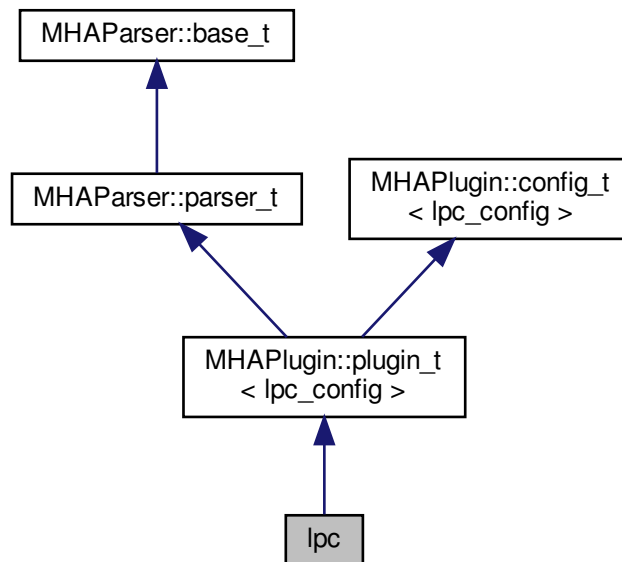 MHAParser::base_t
MHAParser::parser_t
MHAPlugin::config_t
< lpc_config >
MHAPlugin::plugin_t
< lpc_config >
lpc